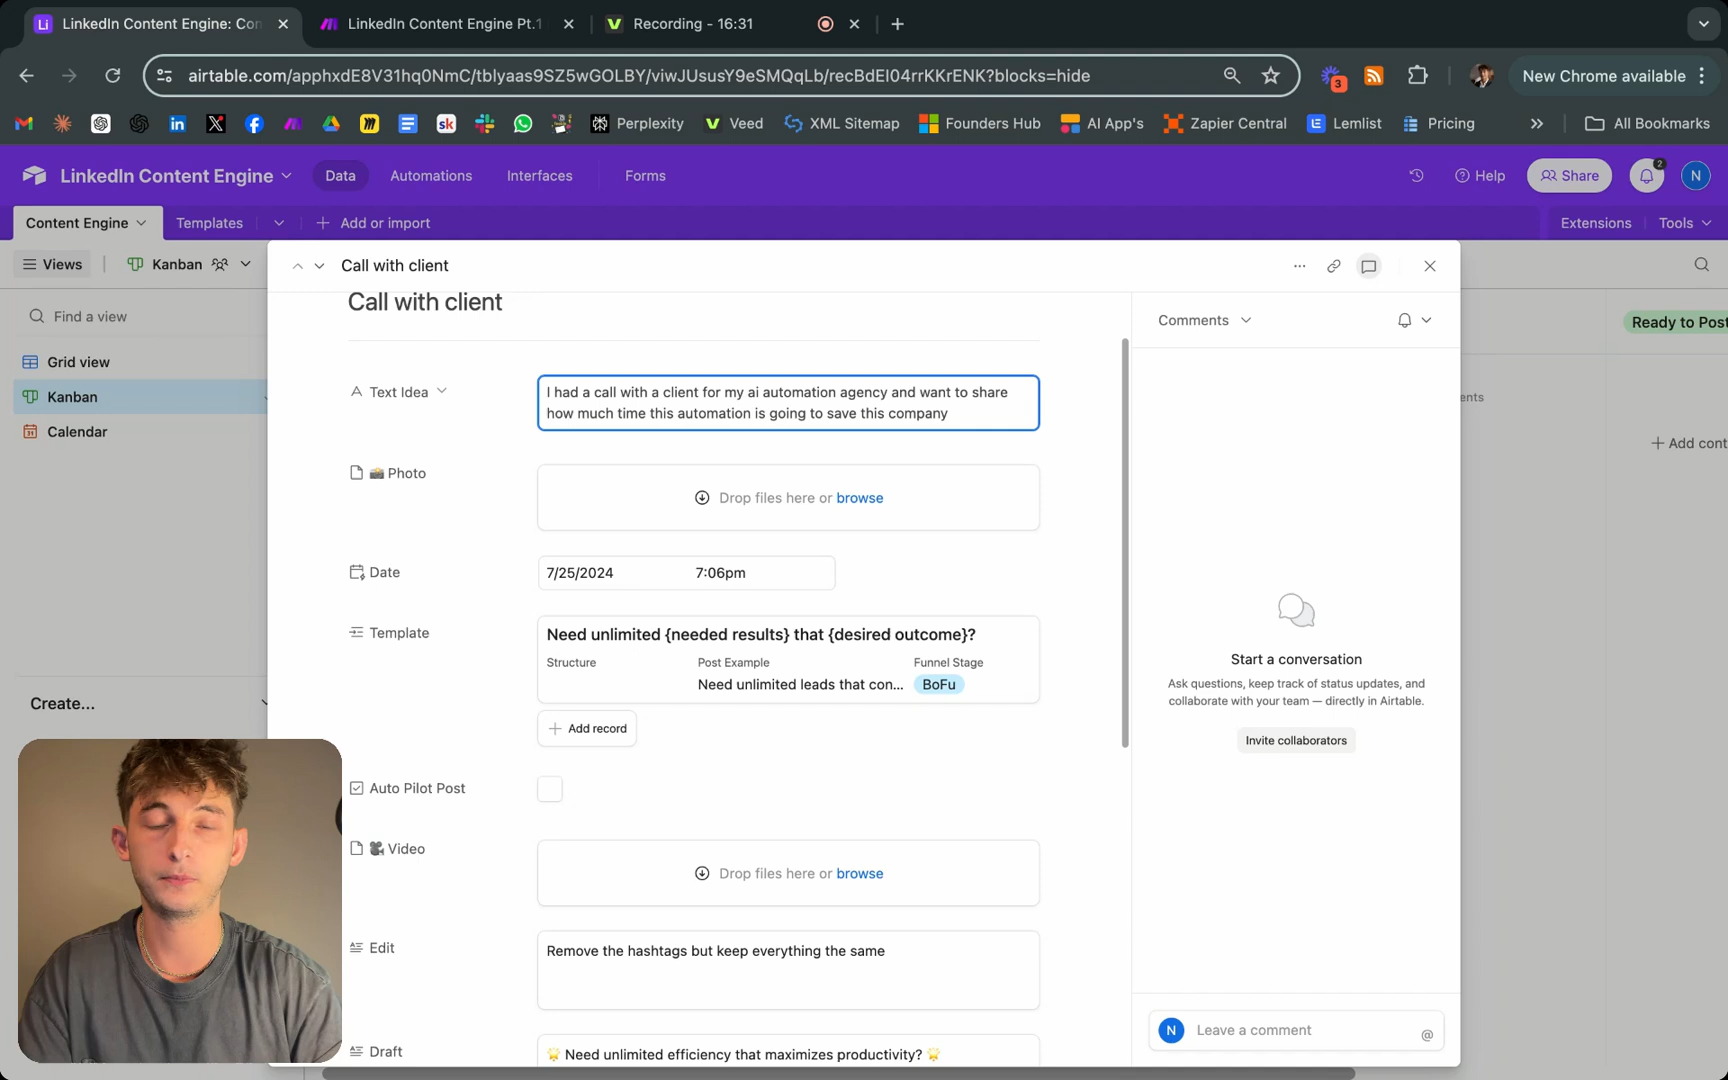 LinkedIn Content Engine: Con
LinkedIn Content Engine Pt.1
Recording - 16:31
airtable.com/apphxdE8V31hq0NmC/tblyaas9SZ5wGOLBY/viwJUsusY9eSMQqLb/recBdEI04rrKKrENK?blocks=hide
3
New Chrome available
sk
Perplexity
Veed
XML Sitemap
Founders Hub
AI App's
Zapier Central
Lemlist
Pricing
All Bookmarks
LinkedIn Content Engine
Data
Automations
Interfaces
Forms
Help
Share
2
N
Content Engine
Templates
Add or import
Extensions
Tools
Views
Kanban
Find a view
Grid view
Kanban
Calendar
Create...
Call with client
Call with client
Text Idea
I had a call with a client for my ai automation agency and want to share
how much time this automation is going to save this company
Photo
Drop files here or browse
Date
7/25/2024
7:06pm
Template
Need unlimited {needed results} that {desired outcome}?
Structure
Post Example
Funnel Stage
Need unlimited leads that con...
BoFu
Add record
Auto Pilot Post
Video
Drop files here or browse
Edit
Remove the hashtags but keep everything the same
Draft
🌟 Need unlimited efficiency that maximizes productivity? 🌟
Comments
Start a conversation
Ask questions, keep track of status updates, and
collaborate with your team — directly in Airtable.
Invite collaborators
N
Leave a comment
@
Ready to Post
ents
Add cont